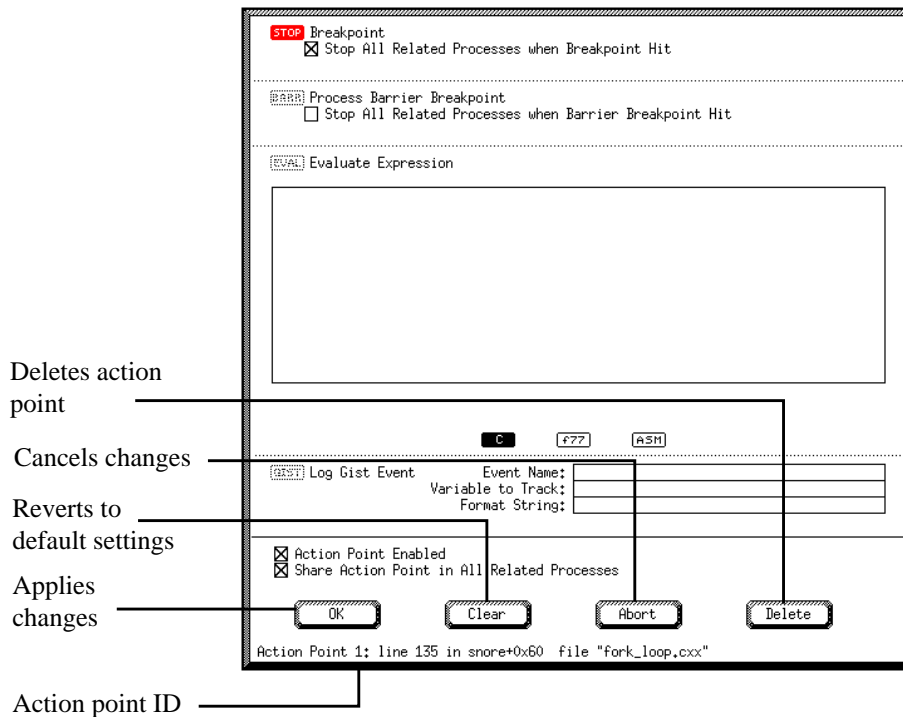 STOP Breakpoint
Stop All Related Processes when Breakpoint Hit
BARR Process Barrier Breakpoint
Stop All Related Processes when Barrier Breakpoint Hit
EVAL Evaluate Expression
C f77 ASM
GIST Log Gist Event Event Name:
Variable to Track:
Format String:
Action Point Enabled
Share Action Point in All Related Processes
OK Clear Abort Delete
Action Point 1: line 135 in snore+0x60 file "fork_loop.cxx"
Deletes action
point
Cancels changes
Reverts to
default settings
Applies
changes
Action point ID